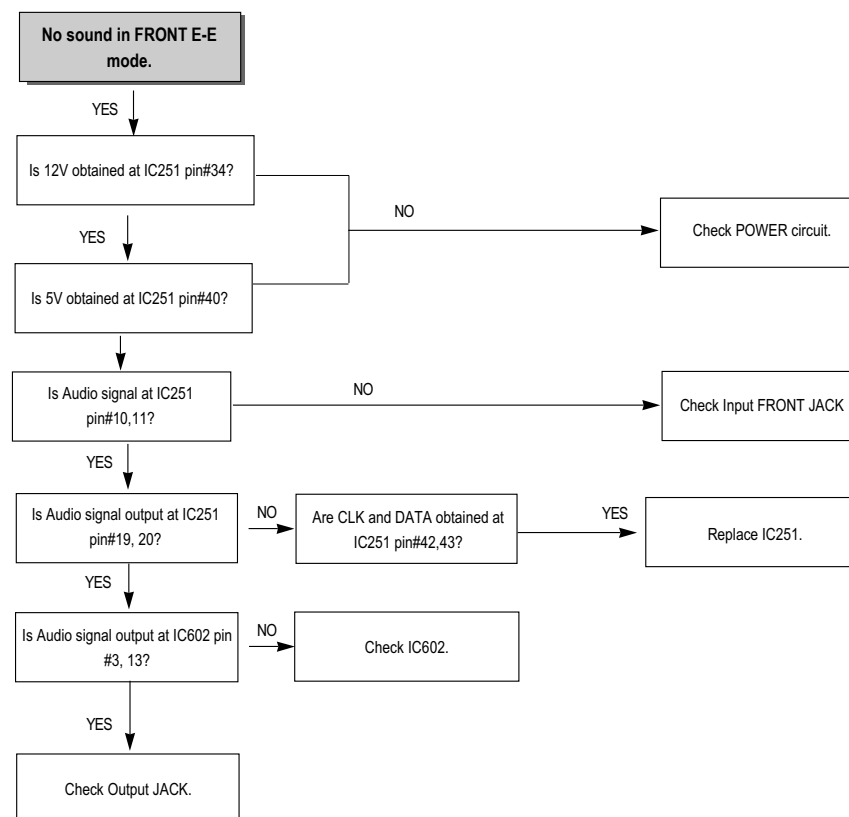 No sound in FRONT E-E
mode.
YES
Is 12V obtained at IC251 pin#34?
NO
Check POWER circuit.
YES
Is 5V obtained at IC251 pin#40?
Is Audio signal at IC251
pin#10,11?
NO
Check Input FRONT JACK
YES
Is Audio signal output at IC251
pin#19, 20?
NO
Are CLK and DATA obtained at
IC251 pin#42,43?
YES
Replace IC251.
YES
Is Audio signal output at IC602 pin
#3, 13?
NO
Check IC602.
YES
Check Output JACK.